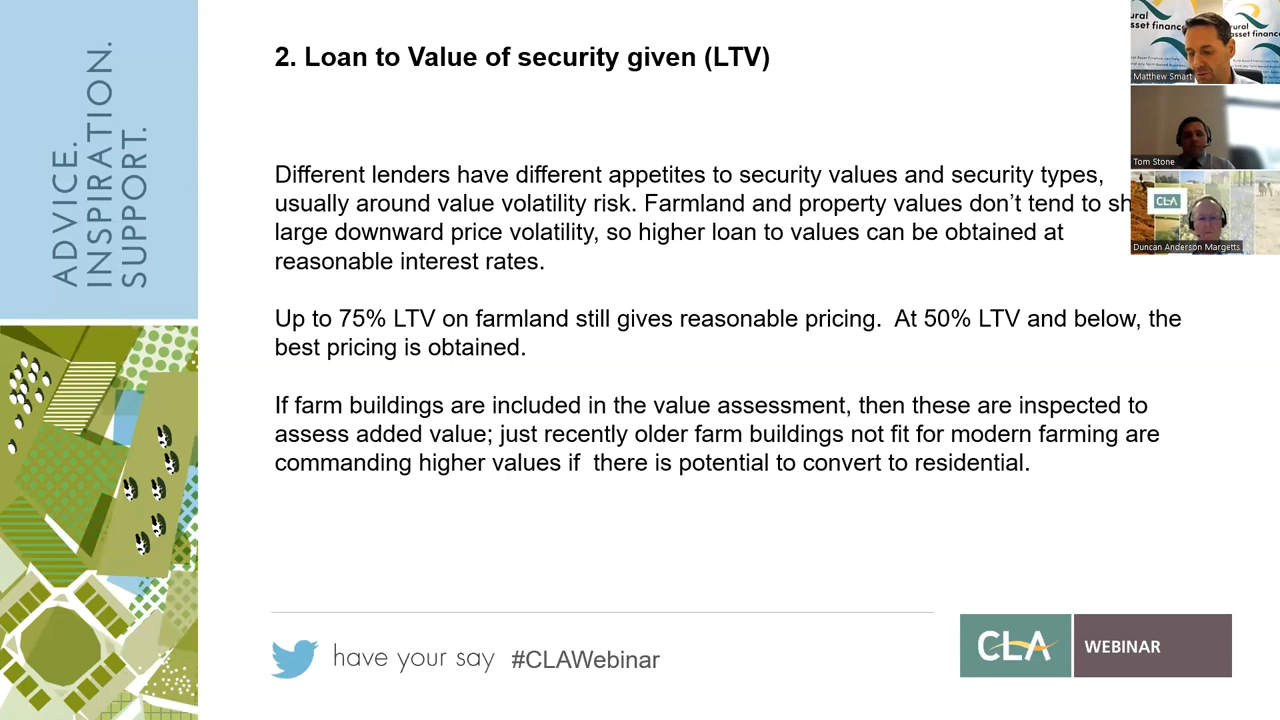 ADVICE.
INSPIRATION.
SUPPORT.
2. Loan to Value of security given (LTV)
Different lenders have different appetites to security values and security types,
usually around value volatility risk. Farmland and property values don’t tend to sh
large downward price volatility, so higher loan to values can be obtained at
reasonable interest rates.
Up to 75% LTV on farmland still gives reasonable pricing.  At 50% LTV and below, the
best pricing is obtained.
If farm buildings are included in the value assessment, then these are inspected to
assess added value; just recently older farm buildings not fit for modern farming are
commanding higher values if  there is potential to convert to residential.
have your say #CLAWebinar
CLA WEBINAR
asset finance
asset finance
Matthew Smart
Tom Stone
CLA
Duncan Anderson Margetts